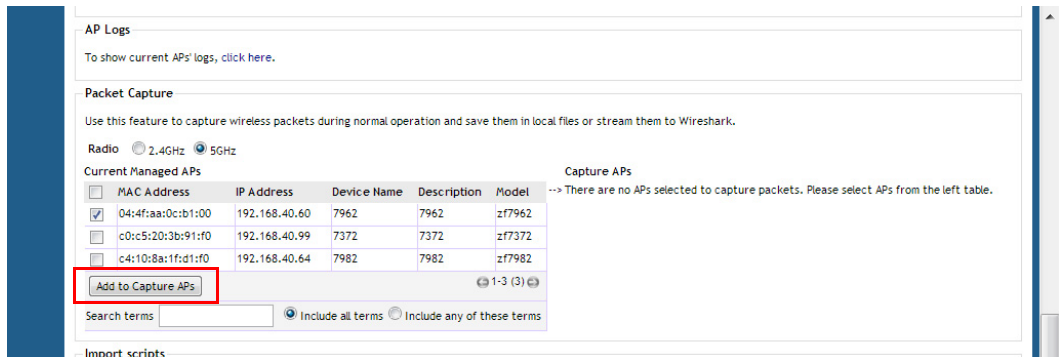 AP Logs
To show current APs' logs, click here.
Packet Capture
Use this feature to capture wireless packets during normal operation and save them in local files or stream them to Wireshark.
Radio 2.4GHz 5GHz
Current Managed APs
MAC Address IP Address Device Name Description Model
04:4f:aa:0c:b1:00 192.168.40.60 7962 7962 zf7962
c0:c5:20:3b:91:f0 192.168.40.99 7372 7372 zf7372
c4:10:8a:1f:d1:f0 192.168.40.64 7982 7982 zf7982
Add to Capture APs 1-3 (3)
Search terms Include all terms Include any of these terms
Capture APs
--> There are no APs selected to capture packets. Please select APs from the left table.
Import scripts